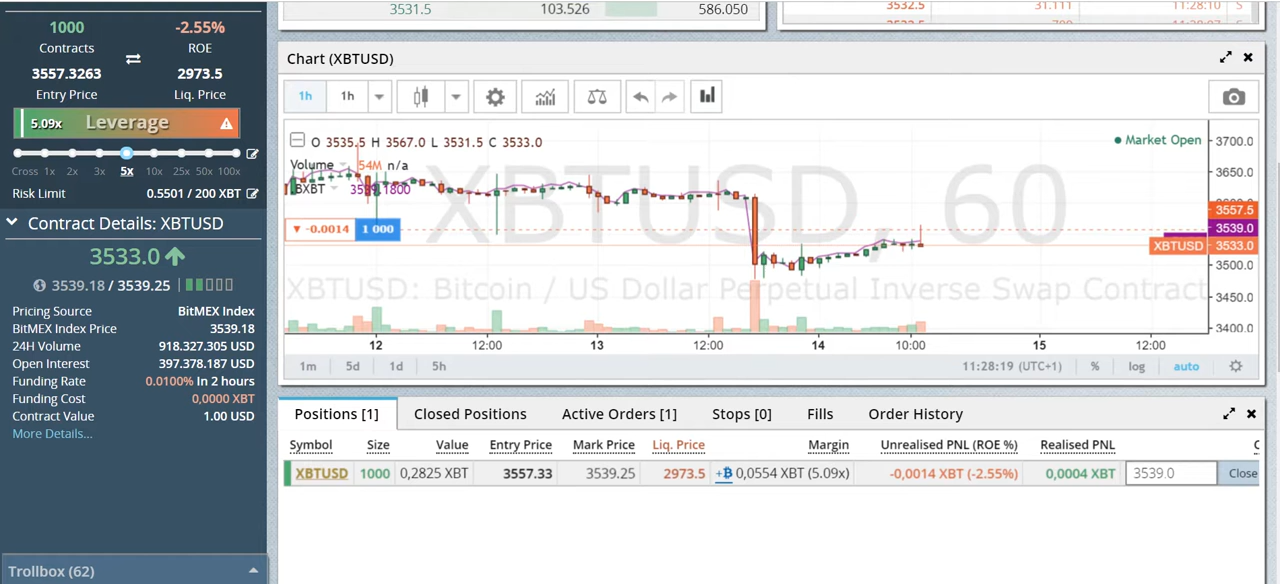 1000 -2.55%
Contracts ROE
3557.3263 2973.5
Entry Price Liq. Price
5.09x Leverage
Cross 1x 2x 3x 5x 10x 25x 50x 100x
Risk Limit 0.5501 / 200 XBT
Contract Details: XBTUSD
3533.0
3539.18 / 3539.25
Pricing Source BitMEX Index
BitMEX Index Price 3539.18
24H Volume 918.327.305 USD
Open Interest 397.378.187 USD
Funding Rate 0.0100% In 2 hours
Funding Cost 0,0000 XBT
Contract Value 1.00 USD
More Details...
Trollbox (62)
3531.5 103.526 586.050
3532.5 31.111 11:28:10 S
Chart (XBTUSD)
1h 1h
O 3535.5 H 3567.0 L 3531.5 C 3533.0
Market Open
Volume 54M n/a
.BXBT 3539.1800
-0.0014 1 000
XBTUSD, 60
XBTUSD: Bitcoin / US Dollar Perpetual Inverse Swap Contract
3700.0
3650.0
3557.5
3539.0
XBTUSD 3533.0
3500.0
3450.0
3400.0
12 12:00 13 12:00 14 10:00 15 12:00
1m 5d 1d 5h 11:28:19 (UTC+1) % log auto
Positions [1] Closed Positions Active Orders [1] Stops [0] Fills Order History
Symbol Size Value Entry Price Mark Price Liq. Price Margin Unrealised PNL (ROE %) Realised PNL C
XBTUSD 1000 0,2825 XBT 3557.33 3539.25 2973.5 +₿ 0,0554 XBT (5.09x) -0,0014 XBT (-2.55%) 0,0004 XBT 3539.0 Close